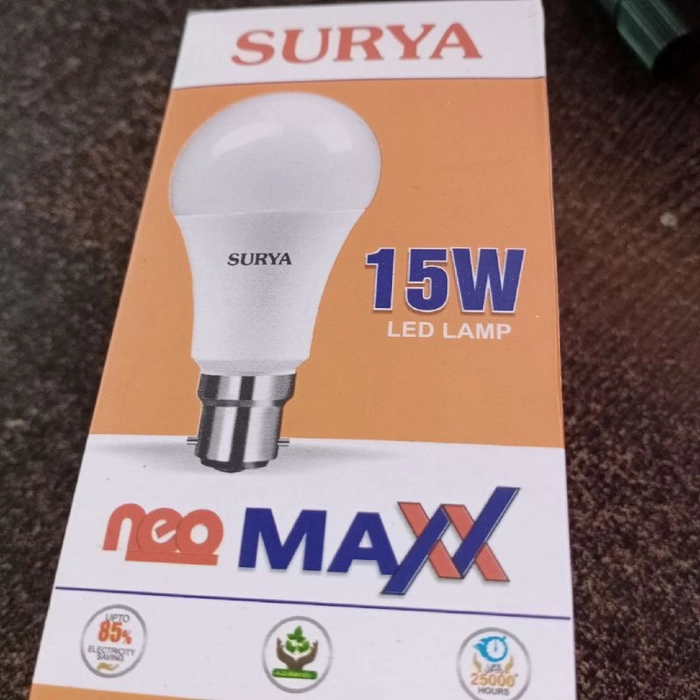 SURYA
SURYA
15W
LED LAMP
neo MAXX
UPTO
85%
ELECTRICITY
SAVING
25000*
HOURS